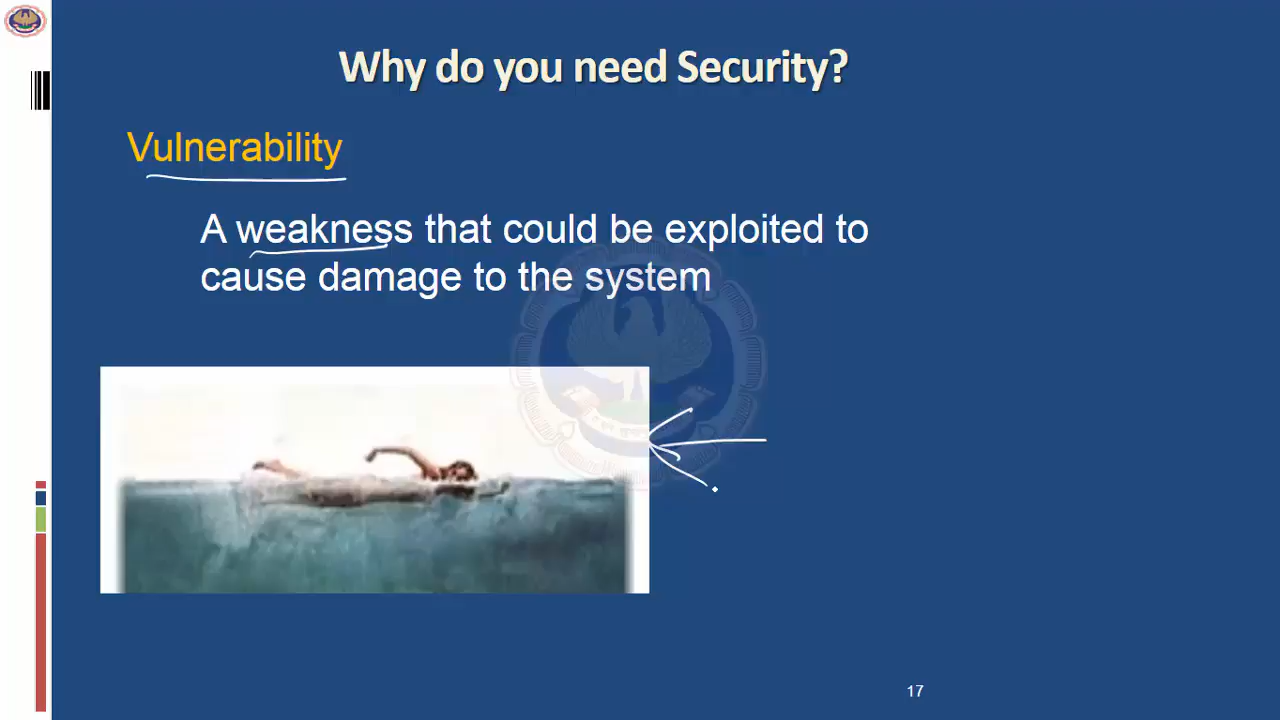 Why do you need Security?
Vulnerability
A weakness that could be exploited to
cause damage to the system
17